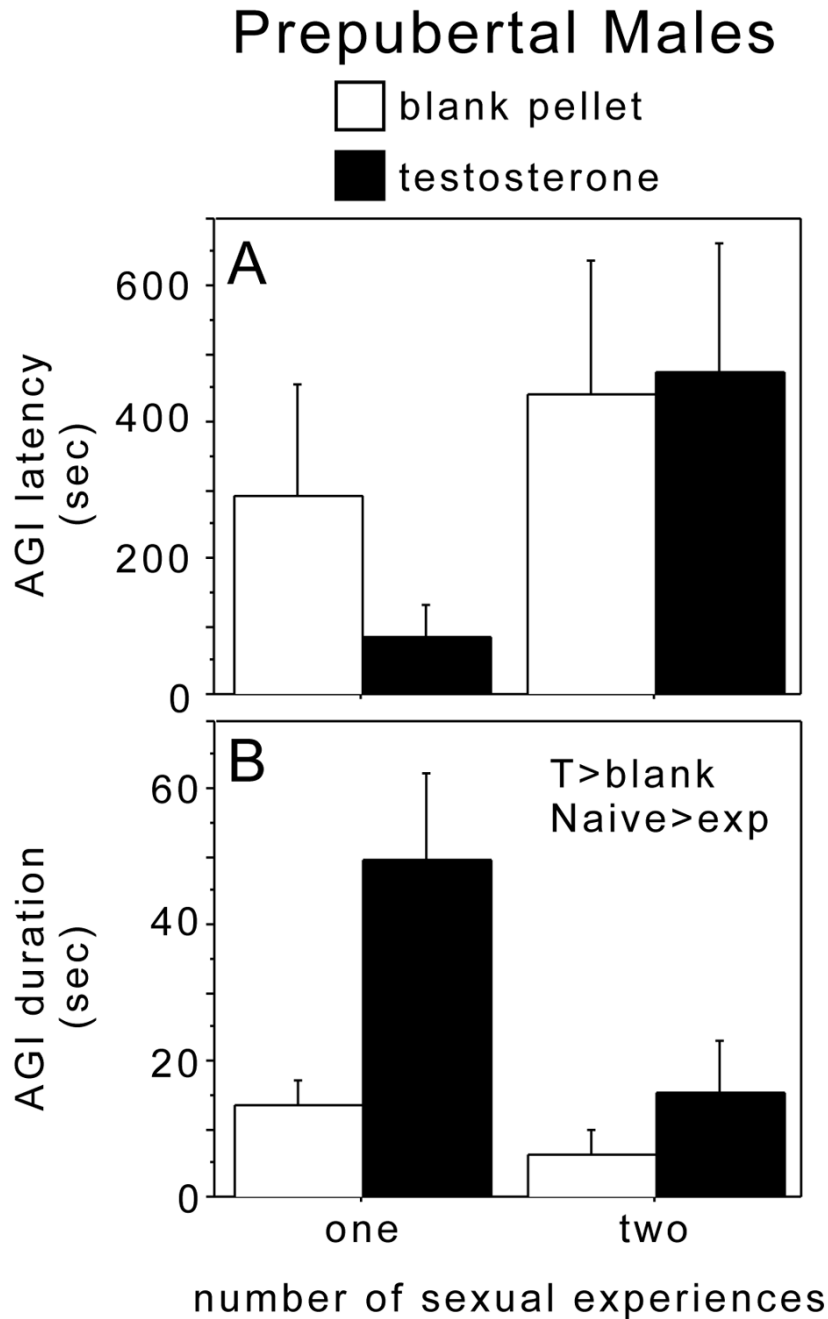 Prepubertal Males
blank pellet
testosterone
A
AGI latency
(sec)
600
400
200
0
B
T>blank
Naive>exp
AGI duration
(sec)
60
40
20
0
one two
number of sexual experiences